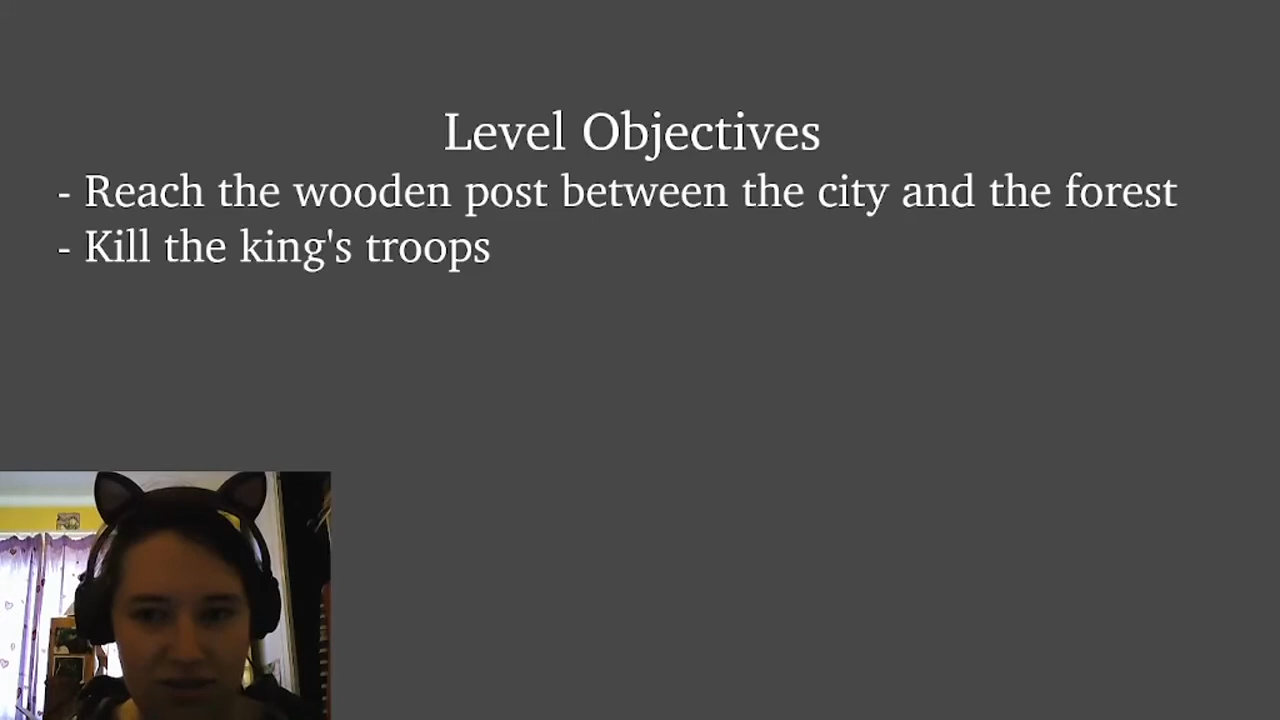 Level Objectives
- Reach the wooden post between the city and the forest
- Kill the king's troops